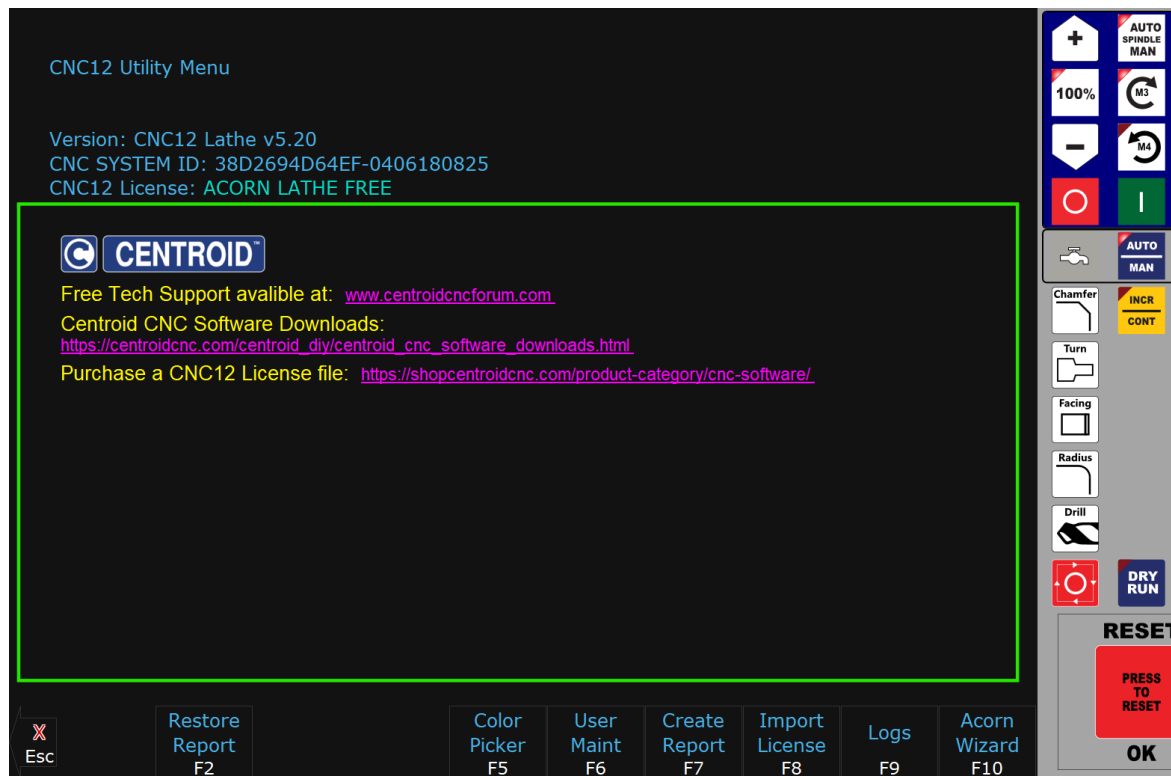 CNC12 Utility Menu
Version: CNC12 Lathe v5.20
CNC SYSTEM ID: 38D2694D64EF-0406180825
CNC12 License: ACORN LATHE FREE
C CENTROID™
Free Tech Support avalible at: www.centroidcncforum.com
Centroid CNC Software Downloads:
https://centroidcnc.com/centroid_diy/centroid_cnc_software_downloads.html
Purchase a CNC12 License file: https://shopcentroidcnc.com/product-category/cnc-software/
X
Esc
Restore
Report
F2
Color
Picker
F5
User
Maint
F6
Create
Report
F7
Import
License
F8
Logs
F9
Acorn
Wizard
F10
+
AUTO
SPINDLE
MAN
100%
M3
-
M4
AUTO
MAN
Chamfer
INCR
CONT
Turn
Facing
Radius
Drill
DRY
RUN
RESET
PRESS
TO
RESET
OK